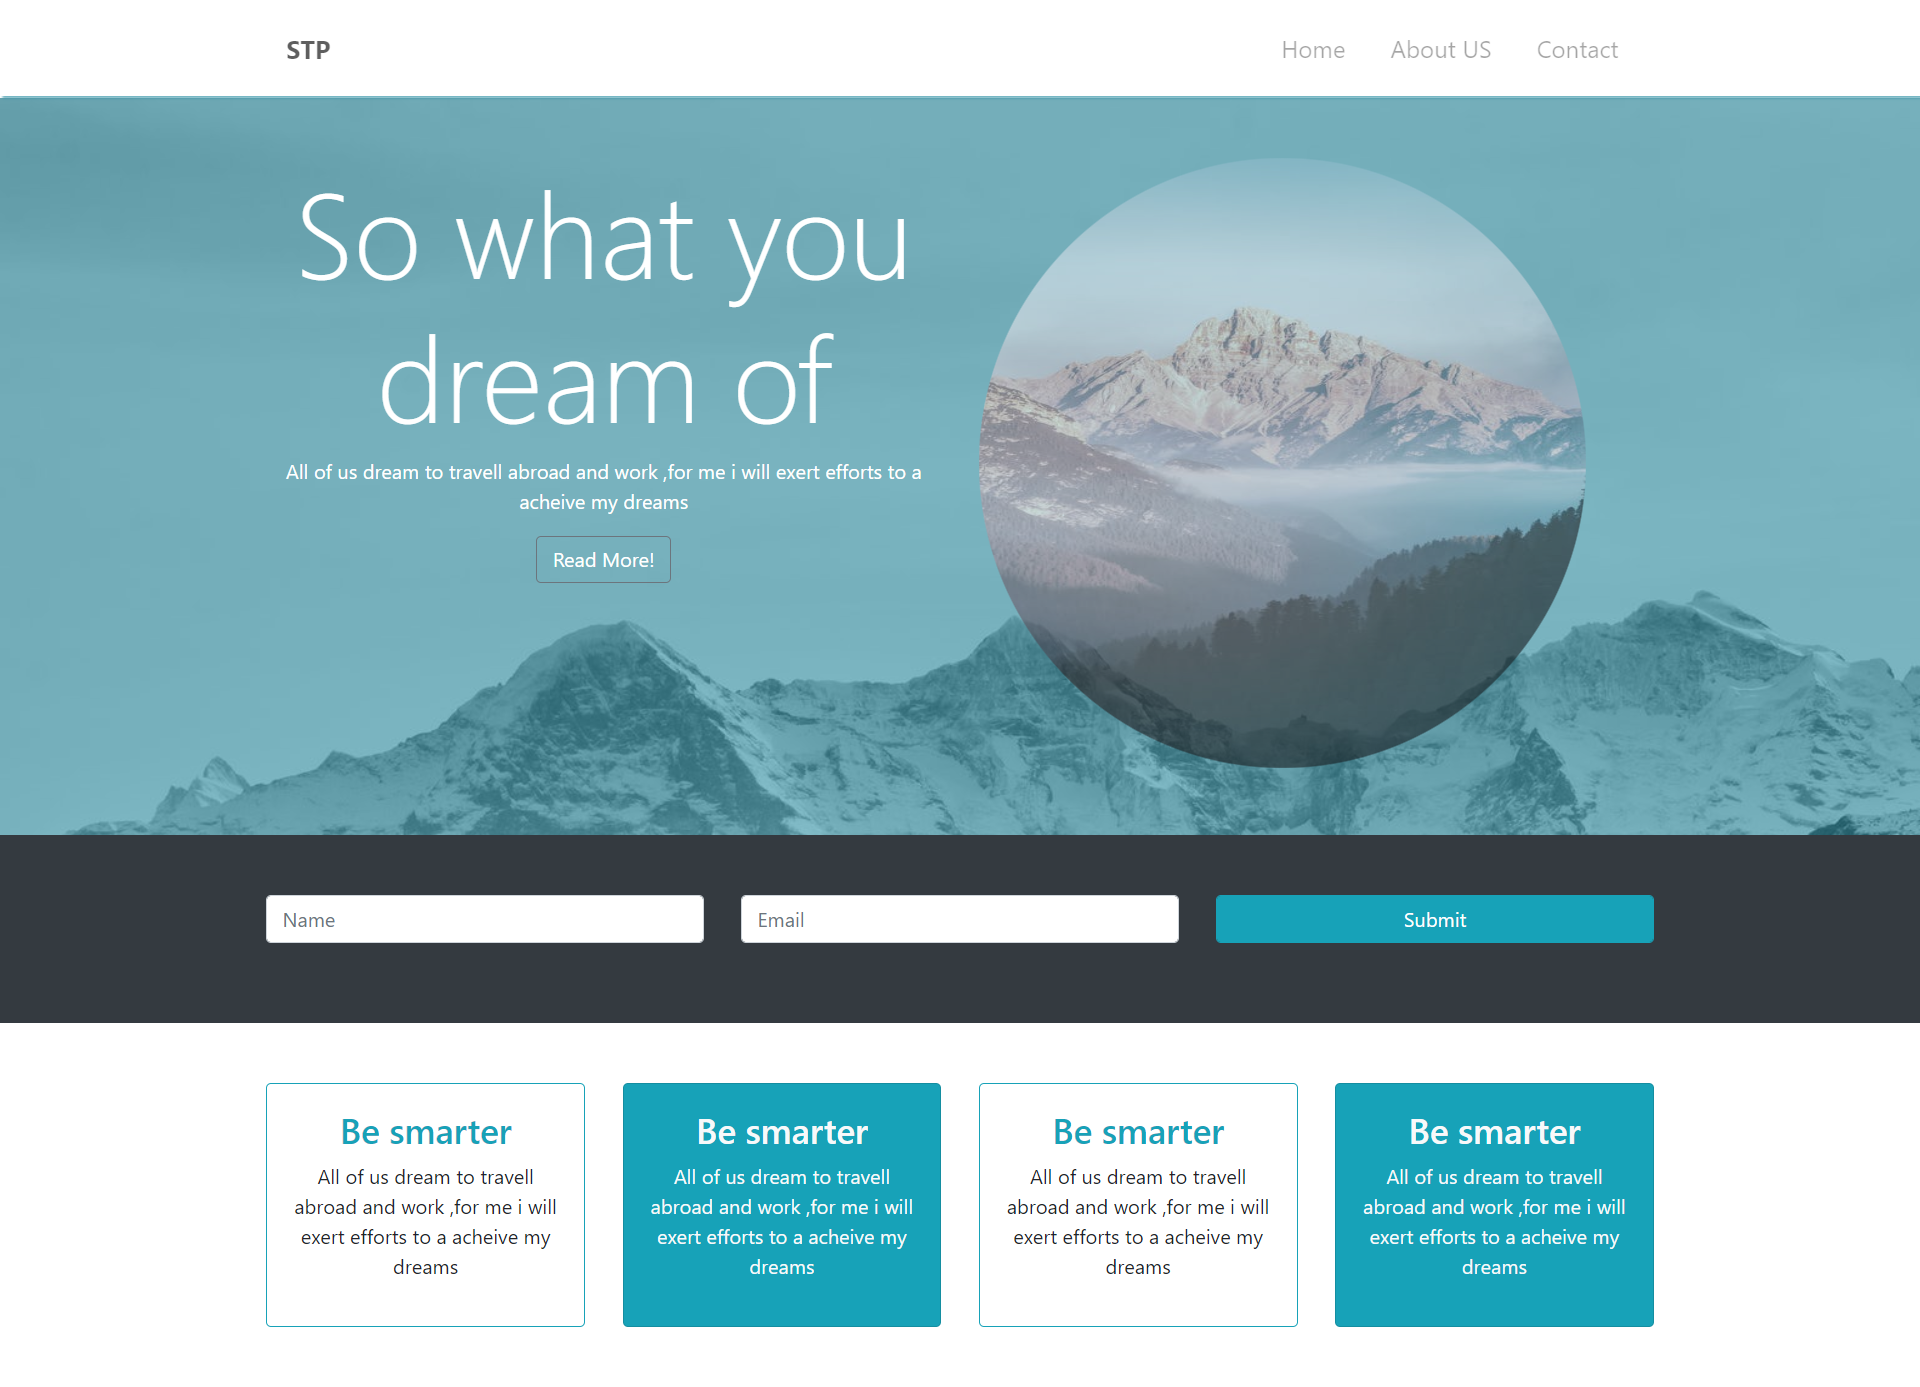 STP
Home About US Contact
So what you
dream of
All of us dream to travell abroad and work ,for me i will exert efforts to a
acheive my dreams
Read More!
Name
Email
Submit
Be smarter
All of us dream to travell
abroad and work ,for me i will
exert efforts to a acheive my
dreams
Be smarter
All of us dream to travell
abroad and work ,for me i will
exert efforts to a acheive my
dreams
Be smarter
All of us dream to travell
abroad and work ,for me i will
exert efforts to a acheive my
dreams
Be smarter
All of us dream to travell
abroad and work ,for me i will
exert efforts to a acheive my
dreams